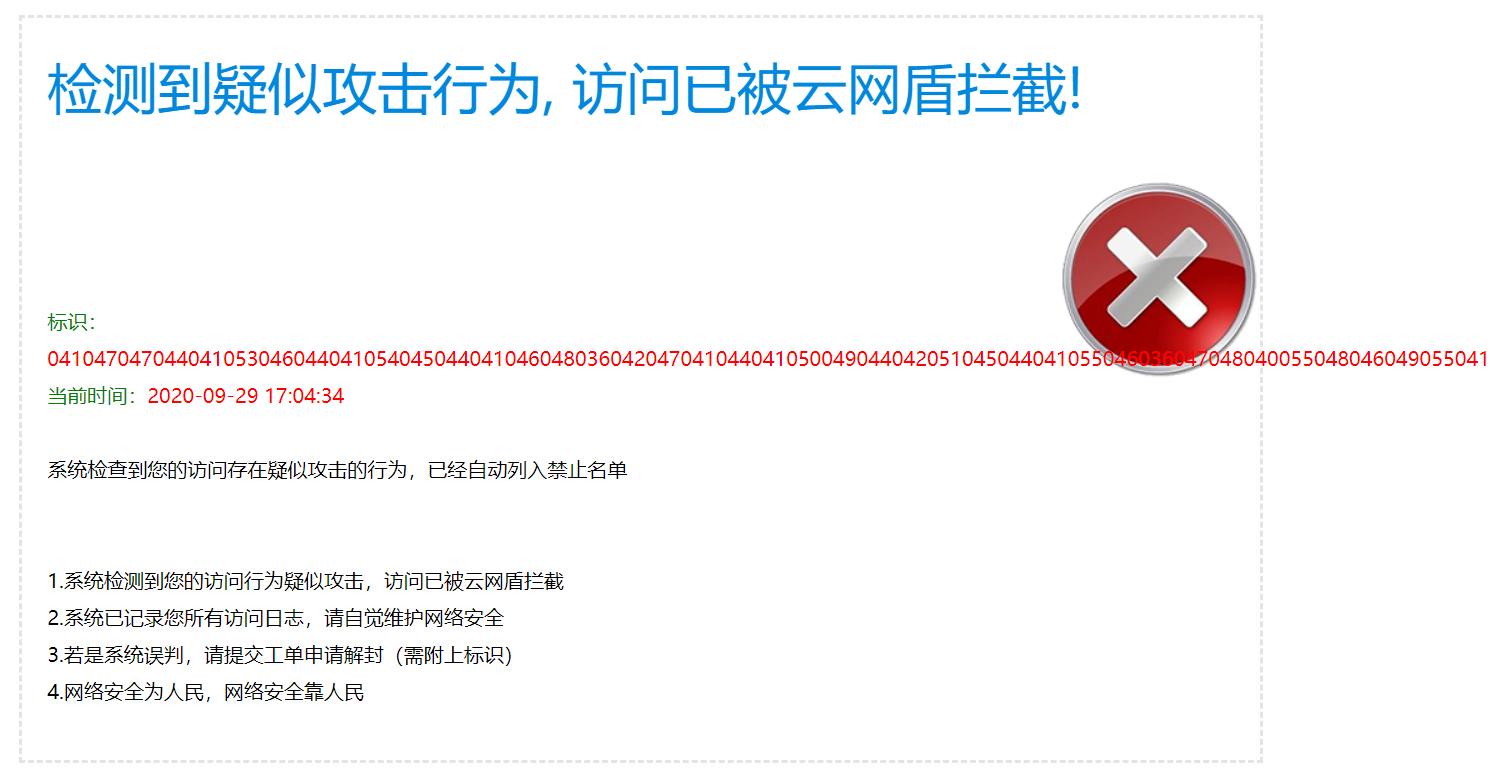 检测到疑似攻击行为, 访问已被云网盾拦截!
标识：
041047047044041053046044041054045044041046048036042047041044041050049044042051045044041055046036047048040055048046049055041
当前时间：2020-09-29 17:04:34
系统检查到您的访问存在疑似攻击的行为，已经自动列入禁止名单
1.系统检测到您的访问行为疑似攻击，访问已被云网盾拦截
2.系统已记录您所有访问日志，请自觉维护网络安全
3.若是系统误判，请提交工单申请解封（需附上标识）
4.网络安全为人民，网络安全靠人民